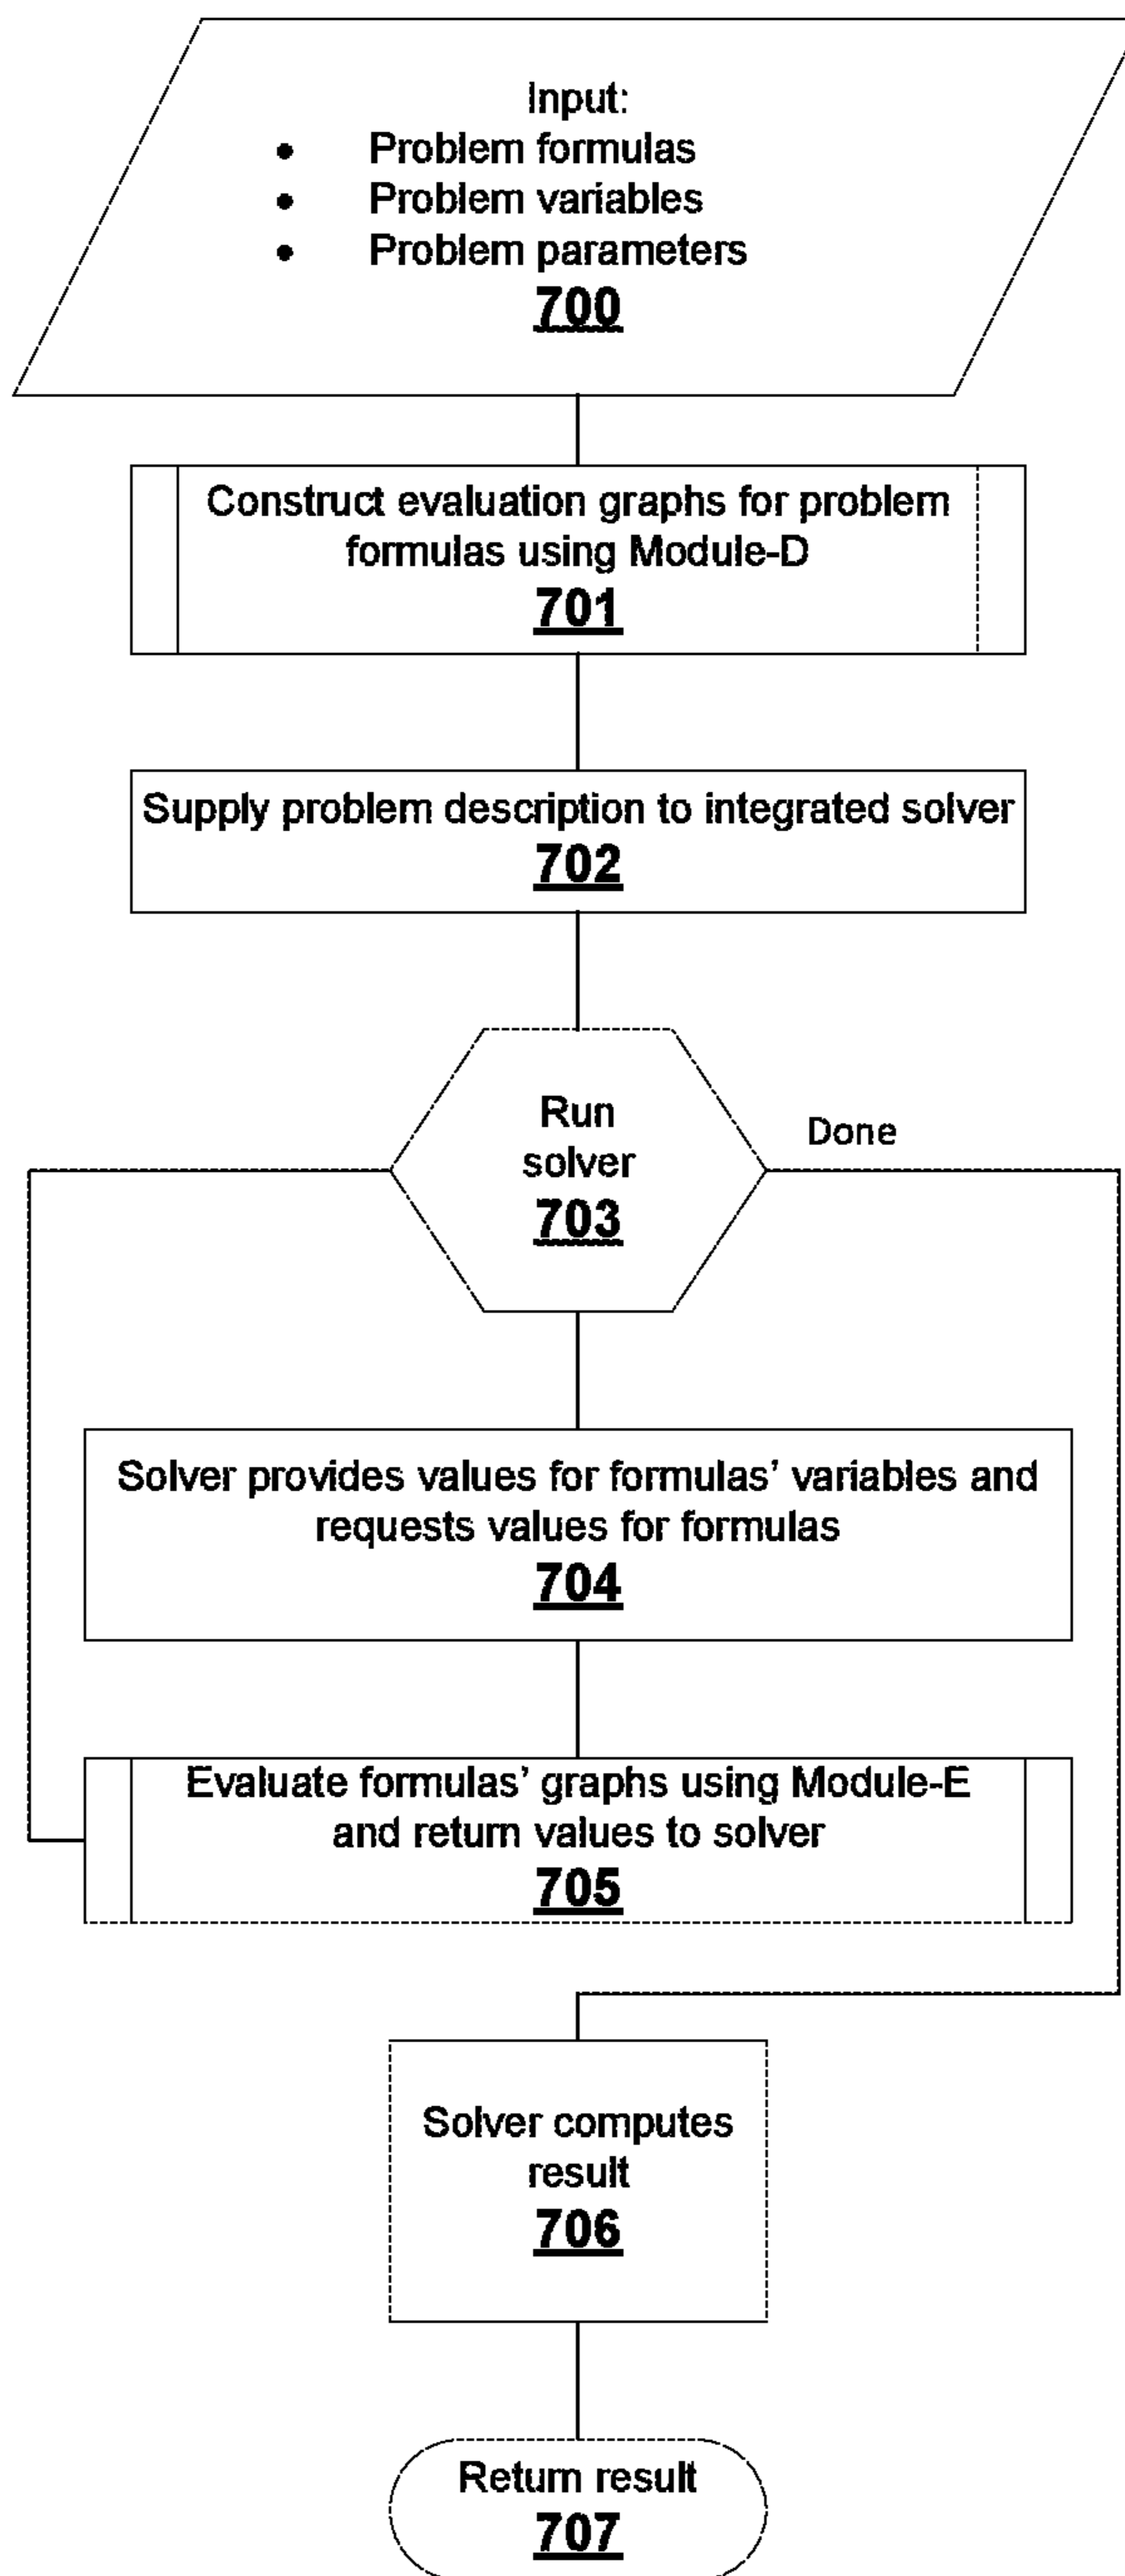 Input:
• Problem formulas
• Problem variables
• Problem parameters
700
Construct evaluation graphs for problem
formulas using Module-D
701
Supply problem description to integrated solver
702
Run
solver
703
Done
Solver provides values for formulas’ variables and
requests values for formulas
704
Evaluate formulas’ graphs using Module-E
and return values to solver
705
Solver computes
result
706
Return result
707